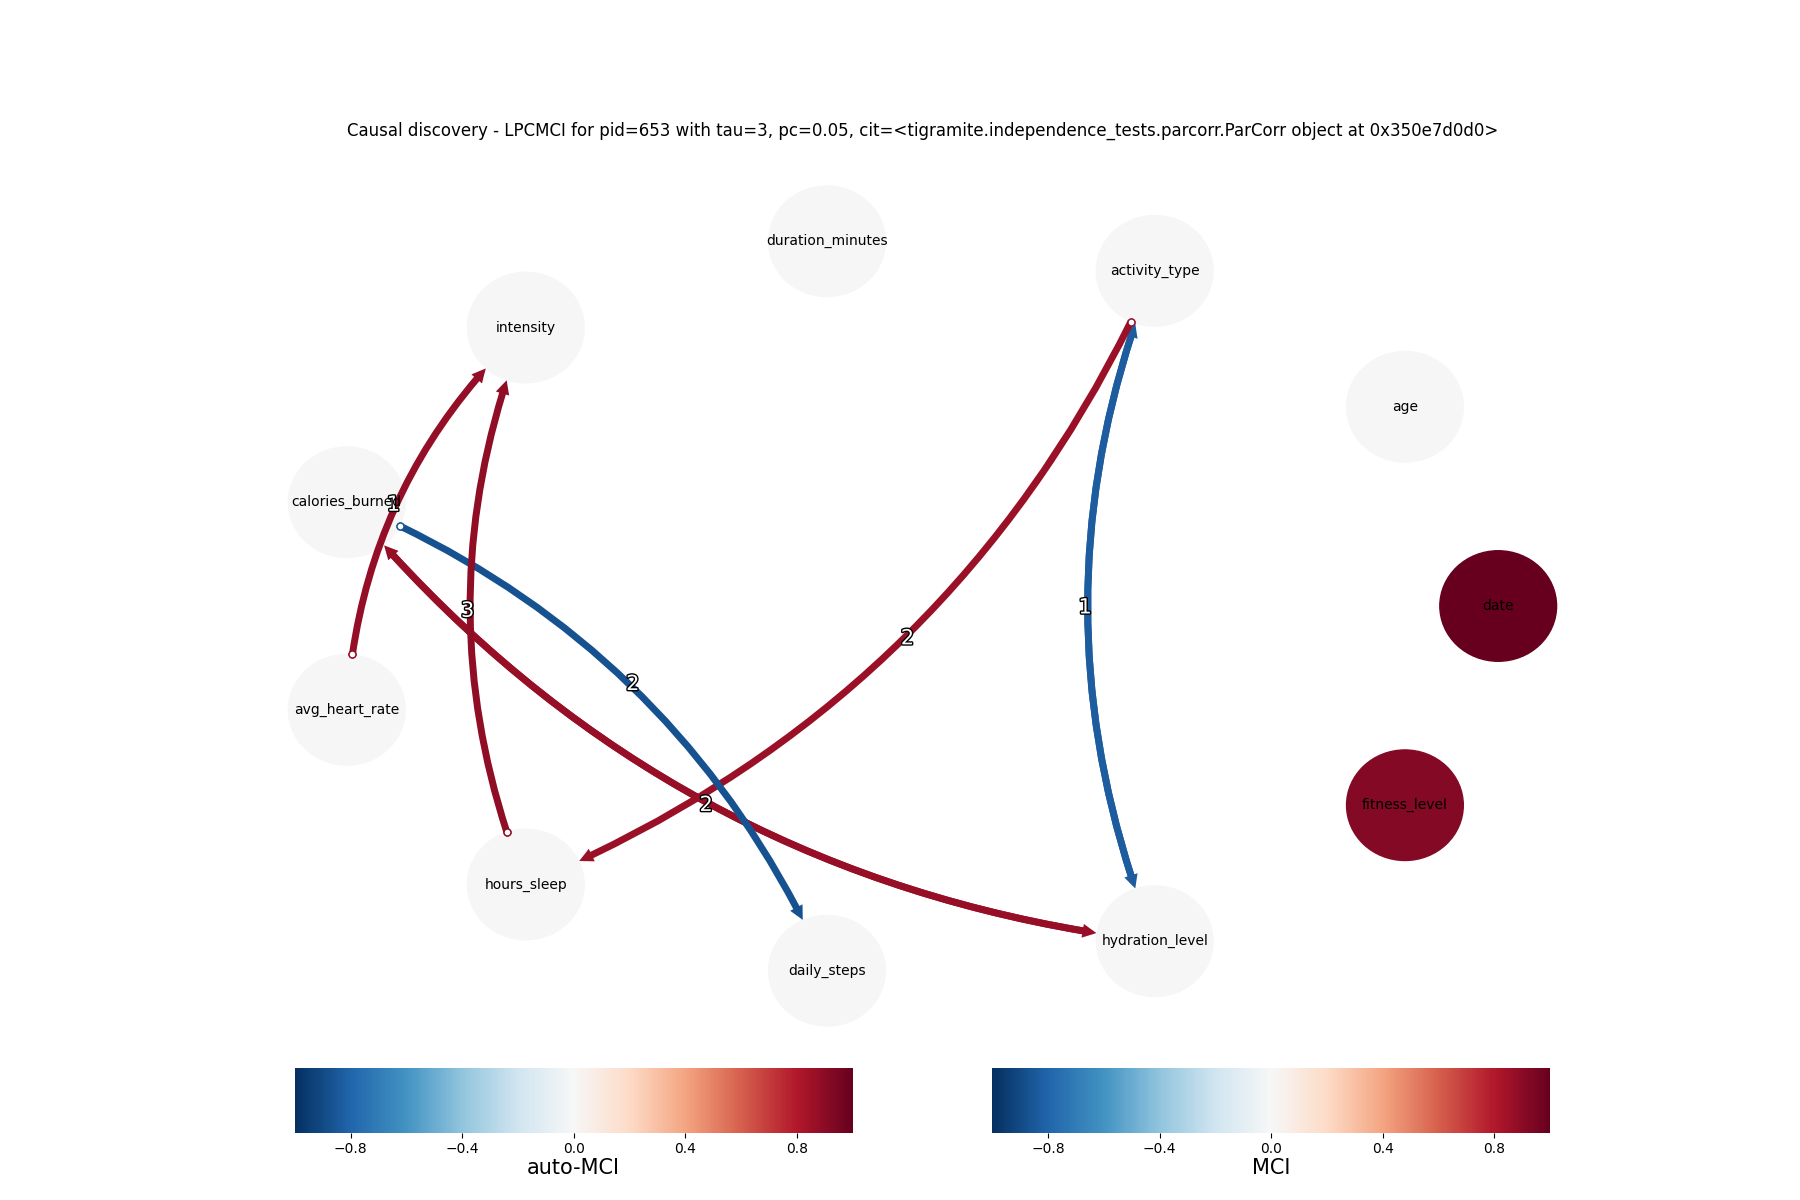 Causal discovery - LPCMCI for pid=653 with tau=3, pc=0.05, cit=<tigramite.independence_tests.parcorr.ParCorr object at 0x350e7d0d0>
duration_minutes
activity_type
intensity
age
calories_burned
1
date
1
3
2
2
avg_heart_rate
2
fitness_level
hours_sleep
hydration_level
daily_steps
−0.8 −0.4 0.0 0.4 0.8
auto-MCI
−0.8 −0.4 0.0 0.4 0.8
MCI